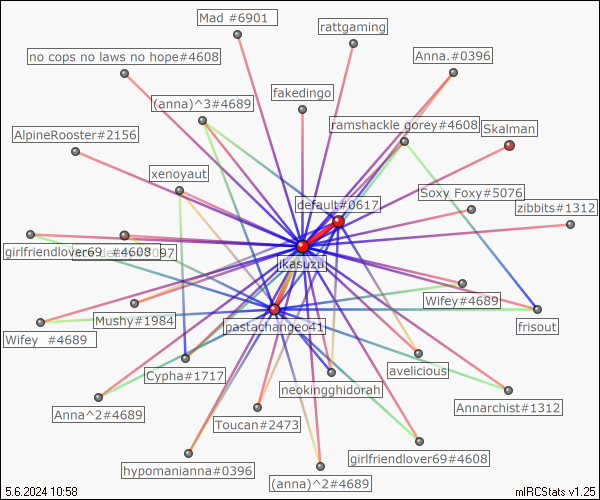 Mad #6901
rattgaming
no cops no laws no hope#4608
Anna.#0396
fakedingo
(anna)^3#4689
ramshackle gorey#4608
Skalman
AlpineRooster#2156
xenoyaut
Soxy Foxy#5076
default#0617
zibbits#1312
girlfriendlover69_#4608
97
ikasuzu
Wifey#4689
Mushy#1984
pastachangeo41
frisout
Wifey_#4689
Cypha#1717
avelicious
neokingghidorah
Anna^2#4689
Annarchist#1312
Toucan#2473
girlfriendlover69#4608
hypomanianna#0396
(anna)^2#4689
5.6.2024 10:58
mIRCStats v1.25